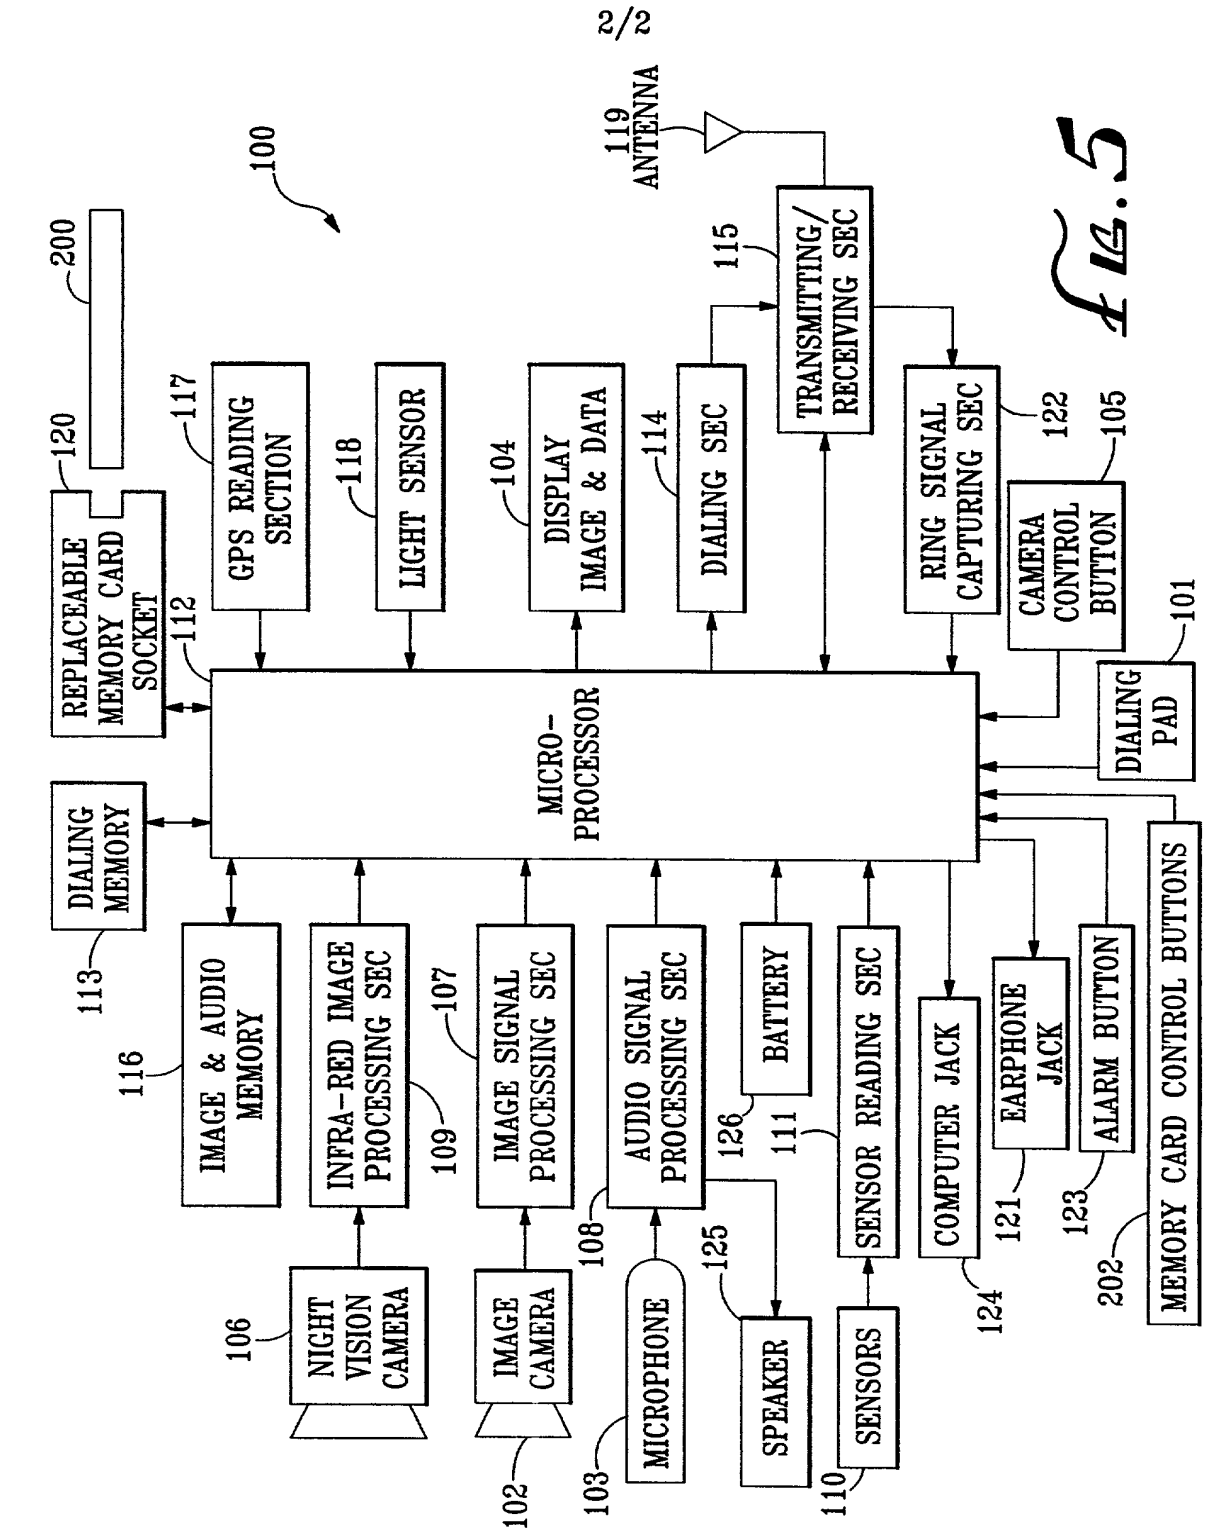 2/2
100
200
120
REPLACEABLE
MEMORY CARD
SOCKET
112
113
DIALING
MEMORY
117
GPS READING
SECTION
118
LIGHT SENSOR
104
DISPLAY
IMAGE & DATA
114
DIALING SEC
119
ANTENNA
115
TRANSMITTING/
RECEIVING SEC
RING SIGNAL
CAPTURING SEC
122
105
CAMERA
CONTROL
BUTTON
101
DIALING
PAD
MICRO-
PROCESSOR
116
IMAGE & AUDIO
MEMORY
INFRA-RED IMAGE
PROCESSING SEC
109
107
IMAGE SIGNAL
PROCESSING SEC
AUDIO SIGNAL
PROCESSING SEC
108
BATTERY
126
111
SENSOR READING SEC
COMPUTER JACK
124
EARPHONE
JACK
121
ALARM BUTTON
123
MEMORY CARD CONTROL BUTTONS
202
106
NIGHT
VISION
CAMERA
IMAGE
CAMERA
102
MICROPHONE
103
125
SPEAKER
SENSORS
110
FIG. 5